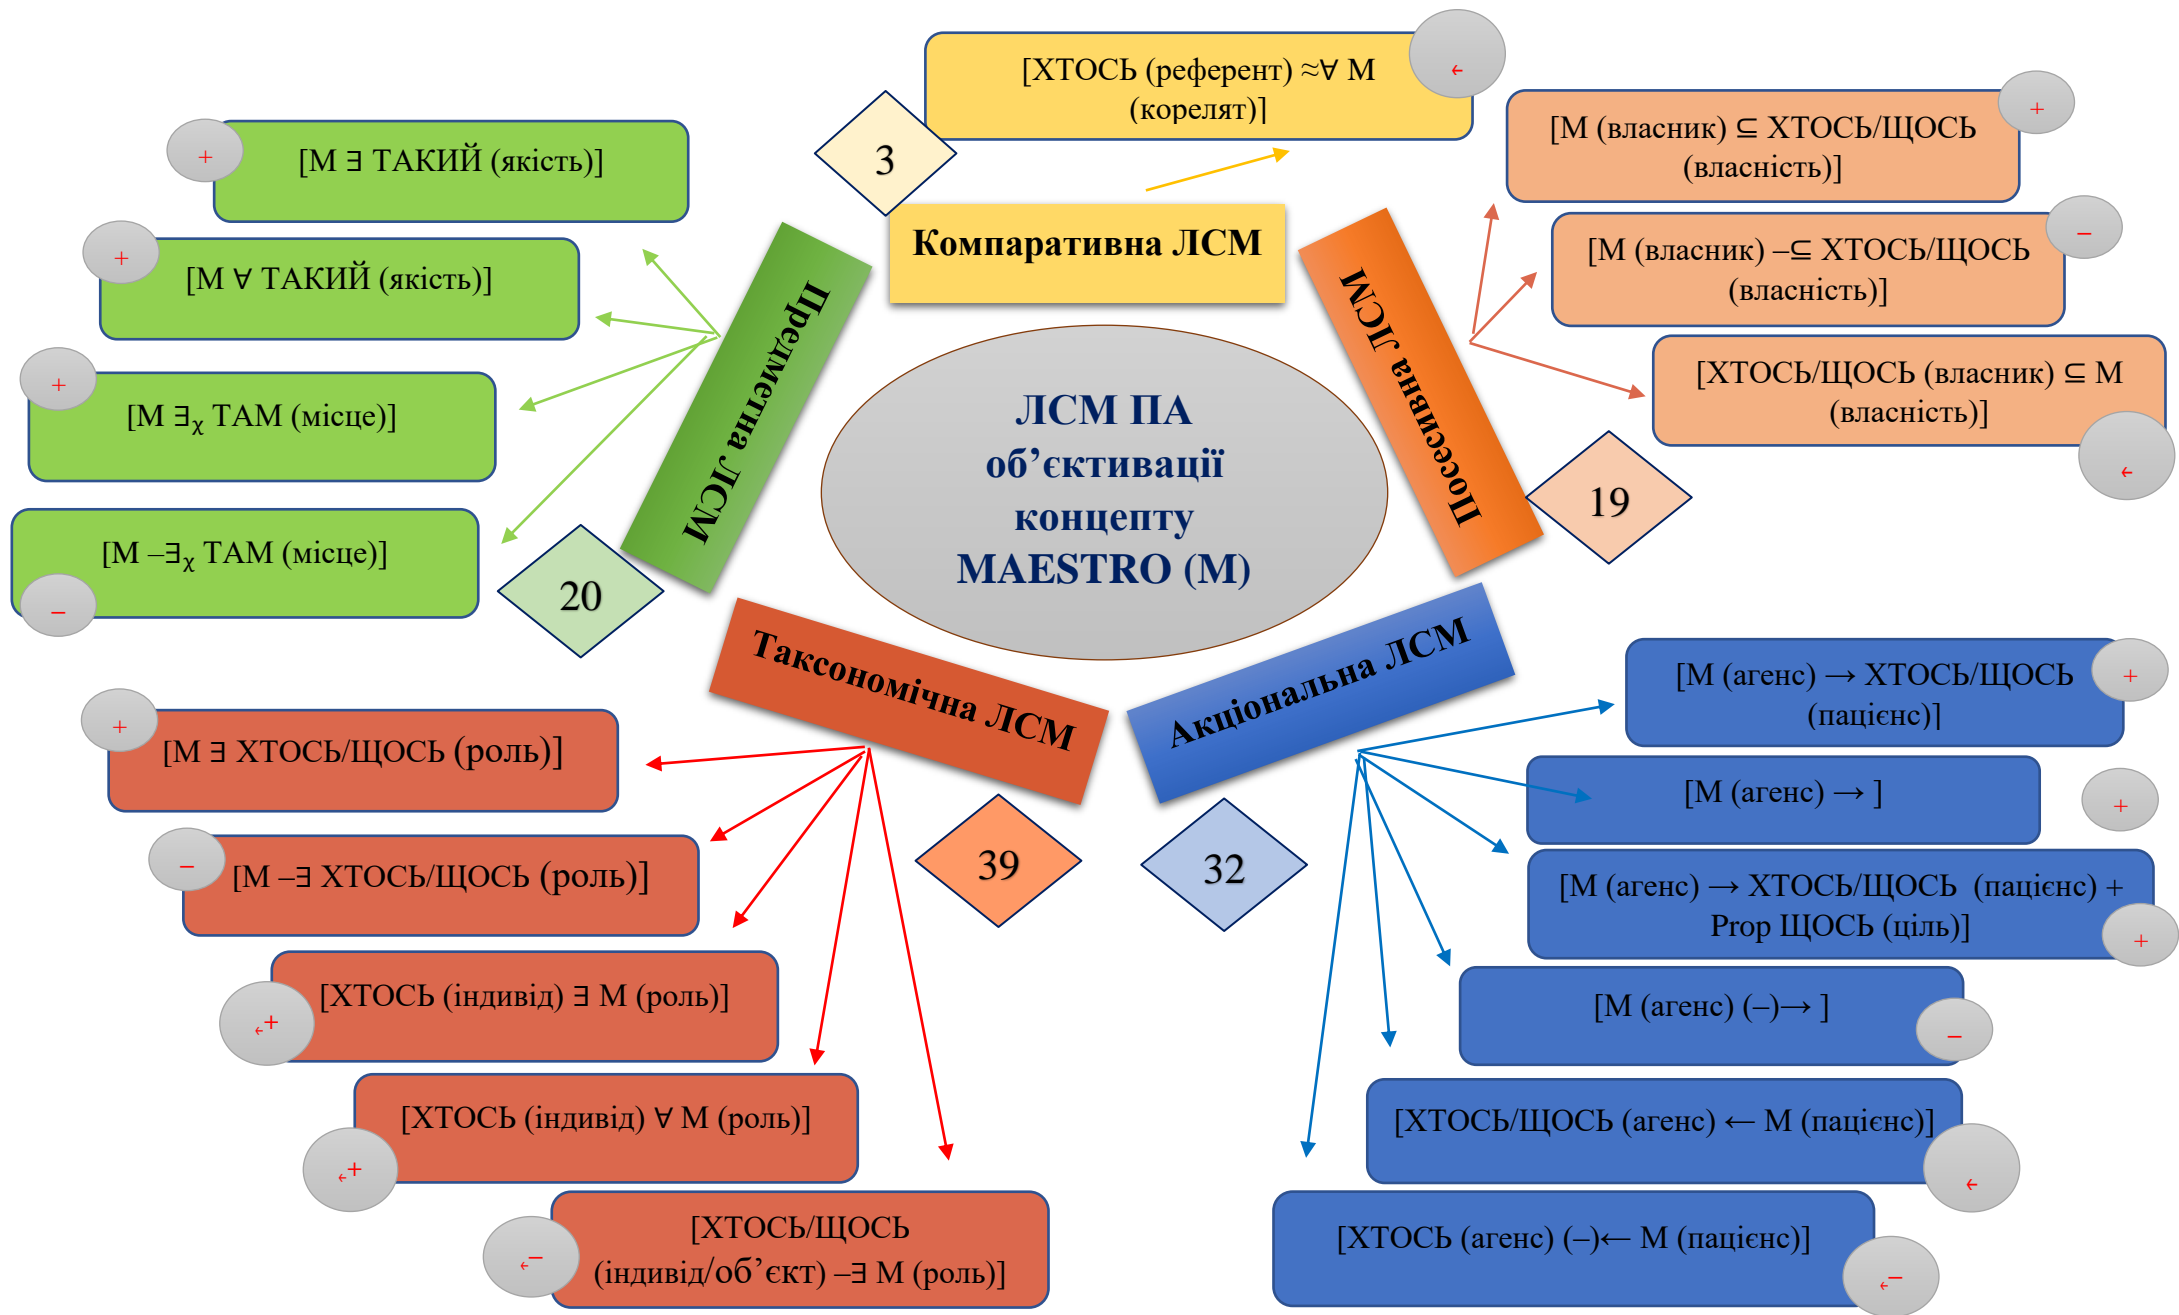 [ХТОСЬ (референт) ≈∀ М
(корелят)]
←
3
Компаративна ЛСМ
[М ∃ ТАКИЙ (якість)]
+
[М ∀ ТАКИЙ (якість)]
+
[М ∃χ ТАМ (місце)]
+
[М –∃χ ТАМ (місце)]
–
Предметна ЛСМ
20
[М (власник) ⊆ ХТОСЬ/ЩОСЬ
(власність)]
+
[М (власник) –⊆ ХТОСЬ/ЩОСЬ
(власність)]
–
[ХТОСЬ/ЩОСЬ (власник) ⊆ М
(власність)]
←
Посесивна ЛСМ
19
ЛСМ ПА
об’єктивації
концепту
MAESTRO (М)
Таксономічна ЛСМ
39
[М ∃ ХТОСЬ/ЩОСЬ (роль)]
+
[М –∃ ХТОСЬ/ЩОСЬ (роль)]
–
[ХТОСЬ (індивід) ∃ М (роль)]
←+
[ХТОСЬ (індивід) ∀ М (роль)]
←+
[ХТОСЬ/ЩОСЬ
(індивід/об’єкт) –∃ М (роль)]
←–
Акціональна ЛСМ
32
[М (агенс) → ХТОСЬ/ЩОСЬ
(пацієнс)]
+
[М (агенс) → ]
+
[М (агенс) → ХТОСЬ/ЩОСЬ (пацієнс) +
Prop ЩОСЬ (ціль)]
+
[М (агенс) (–)→ ]
–
[ХТОСЬ/ЩОСЬ (агенс) ← М (пацієнс)]
←
[ХТОСЬ (агенс) (–)← М (пацієнс)]
←–